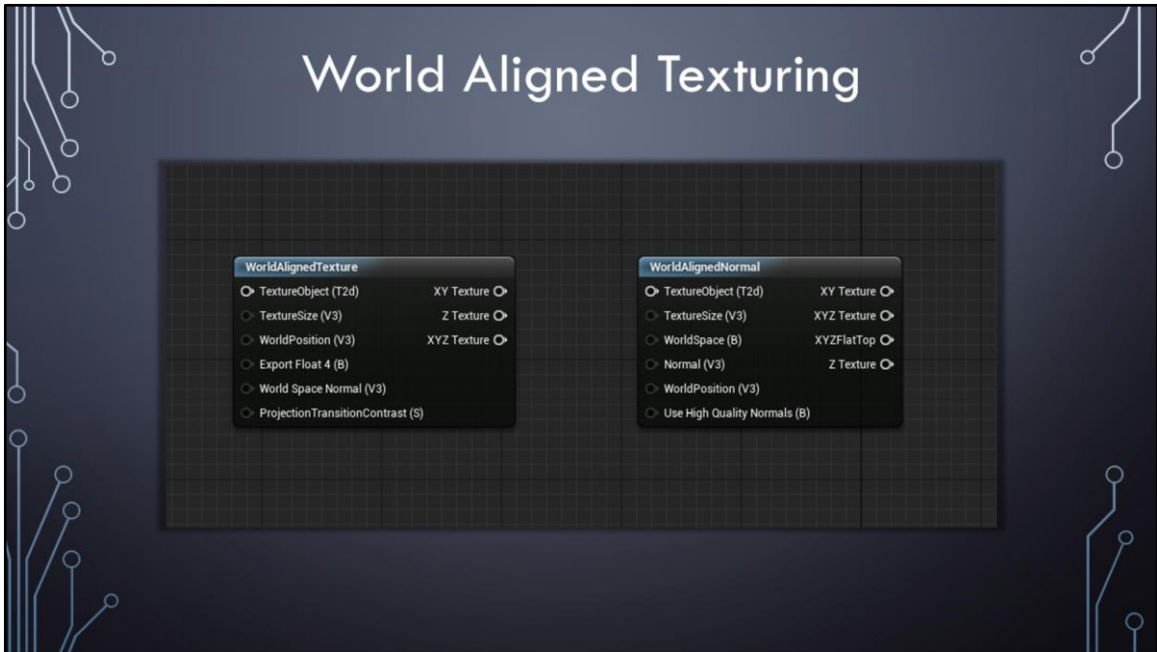 World Aligned Texturing
WorldAlignedTexture
TextureObject (T2d) XY Texture
TextureSize (V3) Z Texture
WorldPosition (V3) XYZ Texture
Export Float 4 (B)
World Space Normal (V3)
ProjectionTransitionContrast (S)
WorldAlignedNormal
TextureObject (T2d) XY Texture
TextureSize (V3) XYZ Texture
WorldSpace (B) XYZFlatTop
Normal (V3) Z Texture
WorldPosition (V3)
Use High Quality Normals (B)